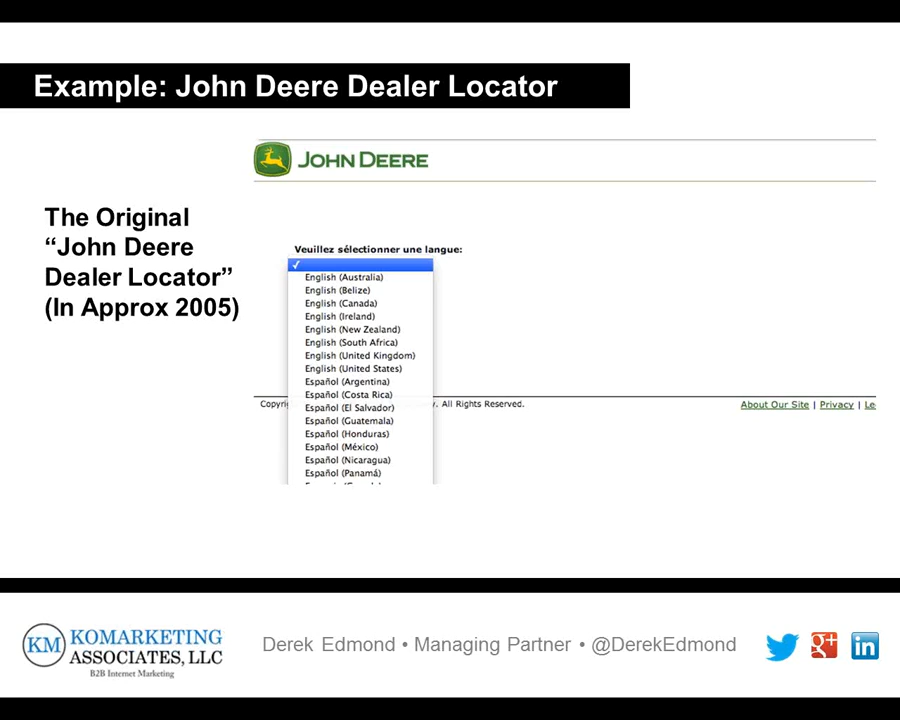 Example: John Deere Dealer Locator
JOHN DEERE
The Original
“John Deere
Dealer Locator”
(In Approx 2005)
Veuillez sélectionner une langue:
✓
English (Australia)
English (Belize)
English (Canada)
English (Ireland)
English (New Zealand)
English (South Africa)
English (United Kingdom)
English (United States)
Español (Argentina)
Español (Costa Rica)
Español (El Salvador)
Español (Guatemala)
Español (Honduras)
Español (México)
Español (Nicaragua)
Español (Panamá)
All Rights Reserved.
About Our Site | Privacy | Le
KM KOMARKETING
ASSOCIATES, LLC
B2B Internet Marketing
Derek Edmond • Managing Partner • @DerekEdmond
g+
in